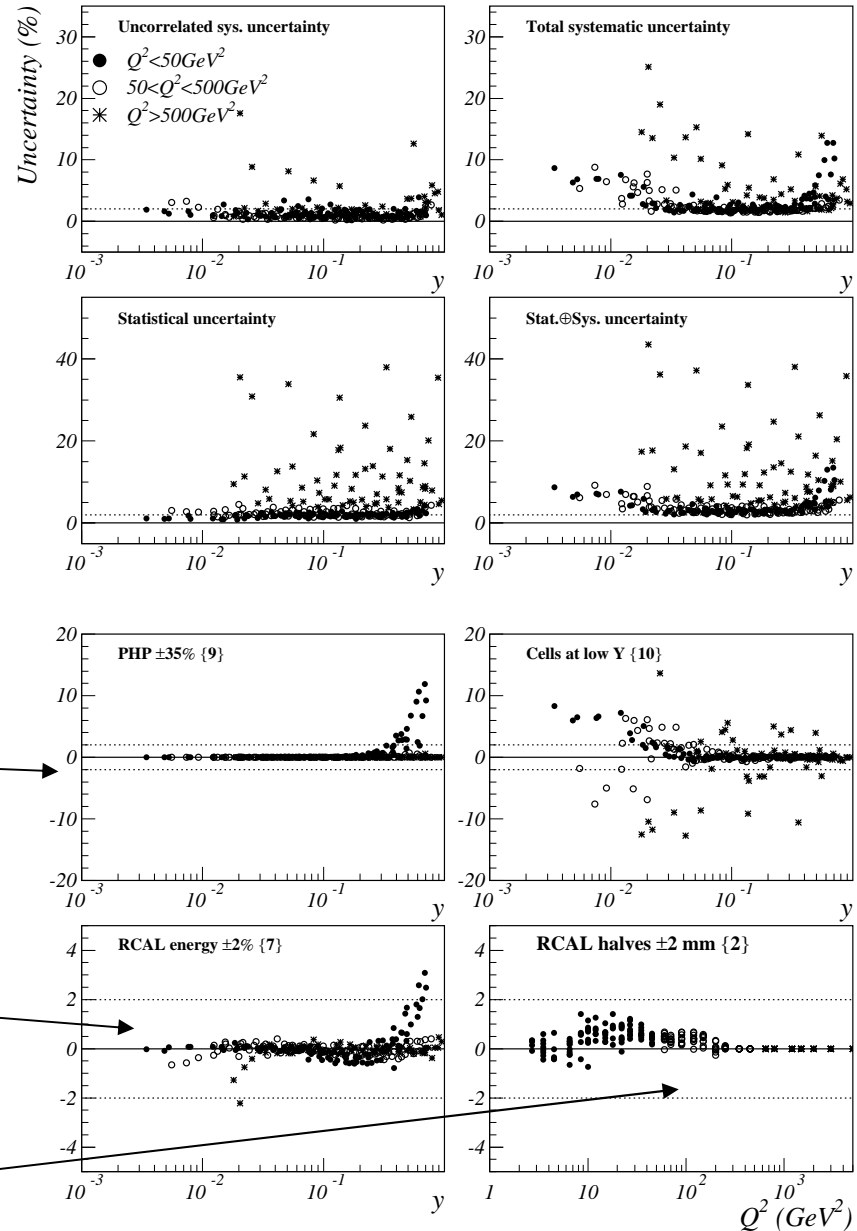 Uncertainty (%)
30
20
10
0
Uncorrelated sys. uncertainty
● Q²<50GeV²
○ 50<Q²<500GeV²
✳ Q²>500GeV²
10⁻³ 10⁻² 10⁻¹
y
30
20
10
0
Total systematic uncertainty
10⁻³ 10⁻² 10⁻¹
y
40
20
0
Statistical uncertainty
10⁻³ 10⁻² 10⁻¹
y
40
20
0
Stat.⊕Sys. uncertainty
10⁻³ 10⁻² 10⁻¹
y
20
10
0
-10
-20
PHP ±35% {9}
10⁻³ 10⁻² 10⁻¹
y
20
10
0
-10
-20
Cells at low Y {10}
10⁻³ 10⁻² 10⁻¹
y
4
2
0
-2
-4
RCAL energy ±2% {7}
10⁻³ 10⁻² 10⁻¹
y
4
2
0
-2
-4
RCAL halves ±2 mm {2}
1 10 10² 10³
Q² (GeV²)